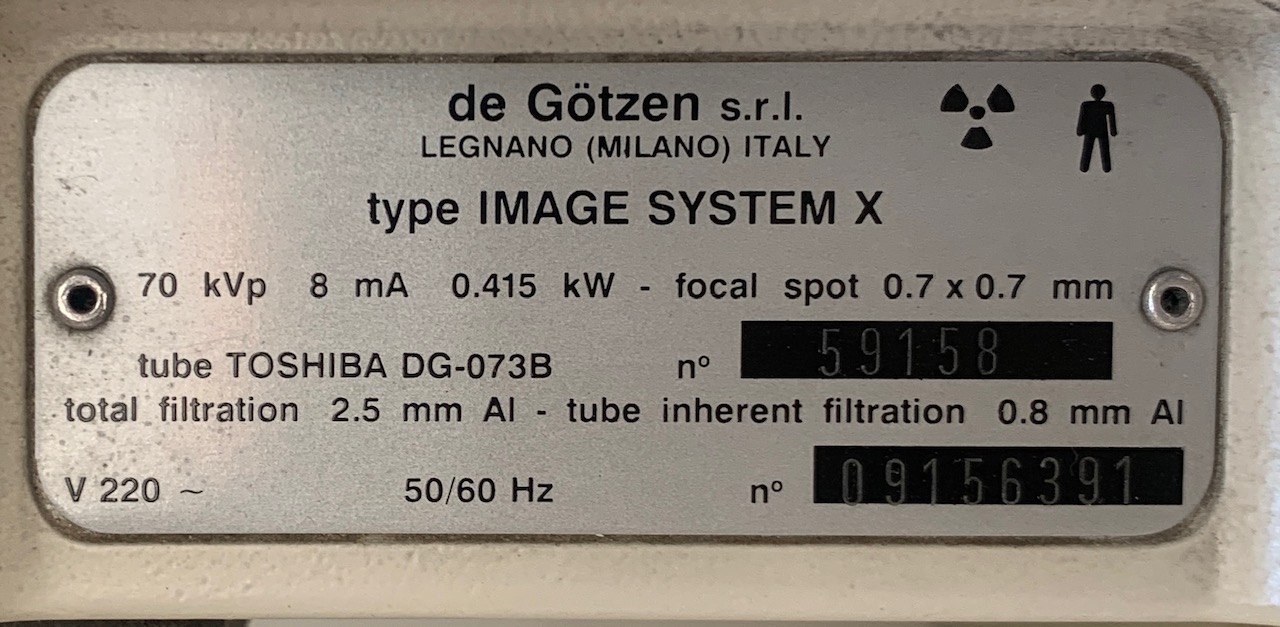 de Götzen s.r.l.
LEGNANO (MILANO) ITALY
type IMAGE SYSTEM X
70 kVp 8 mA 0.415 kW - focal spot 0.7 x 0.7 mm
tube TOSHIBA DG-073B nº 59158
total filtration 2.5 mm Al - tube inherent filtration 0.8 mm Al
V 220 ~ 50/60 Hz nº 09156391